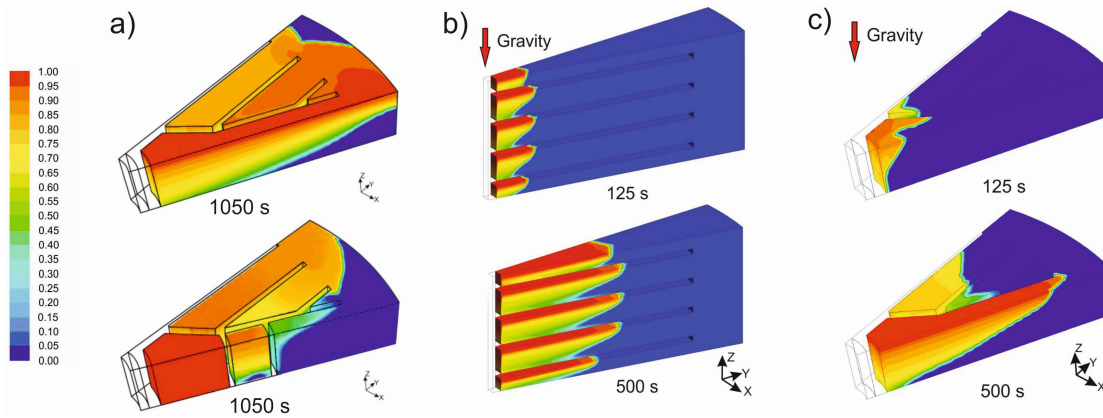 a)
b)
c)
Gravity
Gravity
1.00
0.95
0.90
0.85
0.80
0.75
0.70
0.65
0.60
0.55
0.50
0.45
0.40
0.35
0.30
0.25
0.20
0.15
0.10
0.05
0.00
Z
Y
X
1050 s
125 s
125 s
Z
Y
X
1050 s
Z
Y
X
500 s
Z
Y
X
500 s